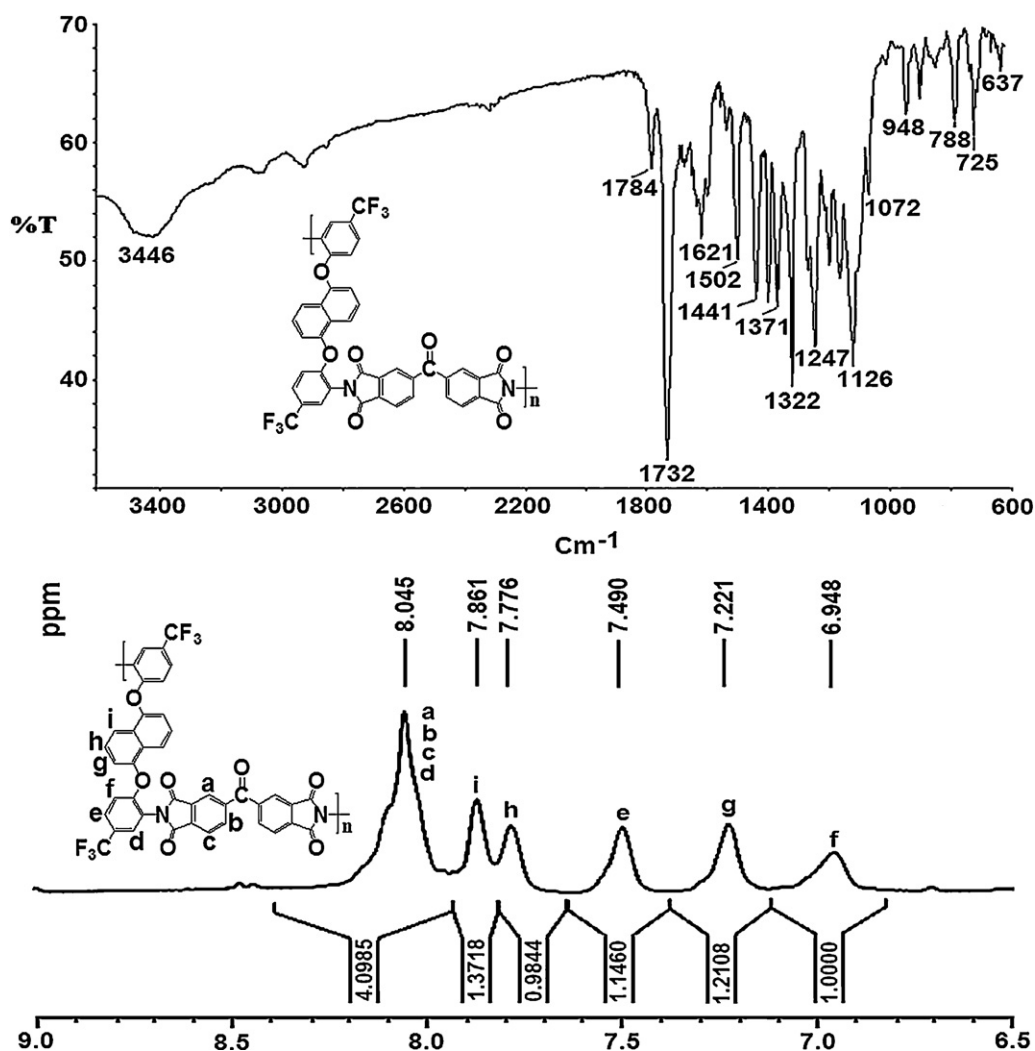 70
60
%T
50
40
3446
1784
1732
1621
1502
1441
1371
1322
1247
1126
1072
948
788
725
637
CF3
O
O
O
O
O
N
N
n
F3C
O
O
3400 3000 2600 2200 1800 1400 1000 600
Cm-1
ppm
8.045
7.861
7.776
7.490
7.221
6.948
CF3
O
i
h
g
O
f
e
d
F3C
O
O
N
a
b
c
O
O
O
N
n
a
b
c
d
i
h
e
g
f
4.0985
1.3718
0.9844
1.1460
1.2108
1.0000
9.0 8.5 8.0 7.5 7.0 6.5